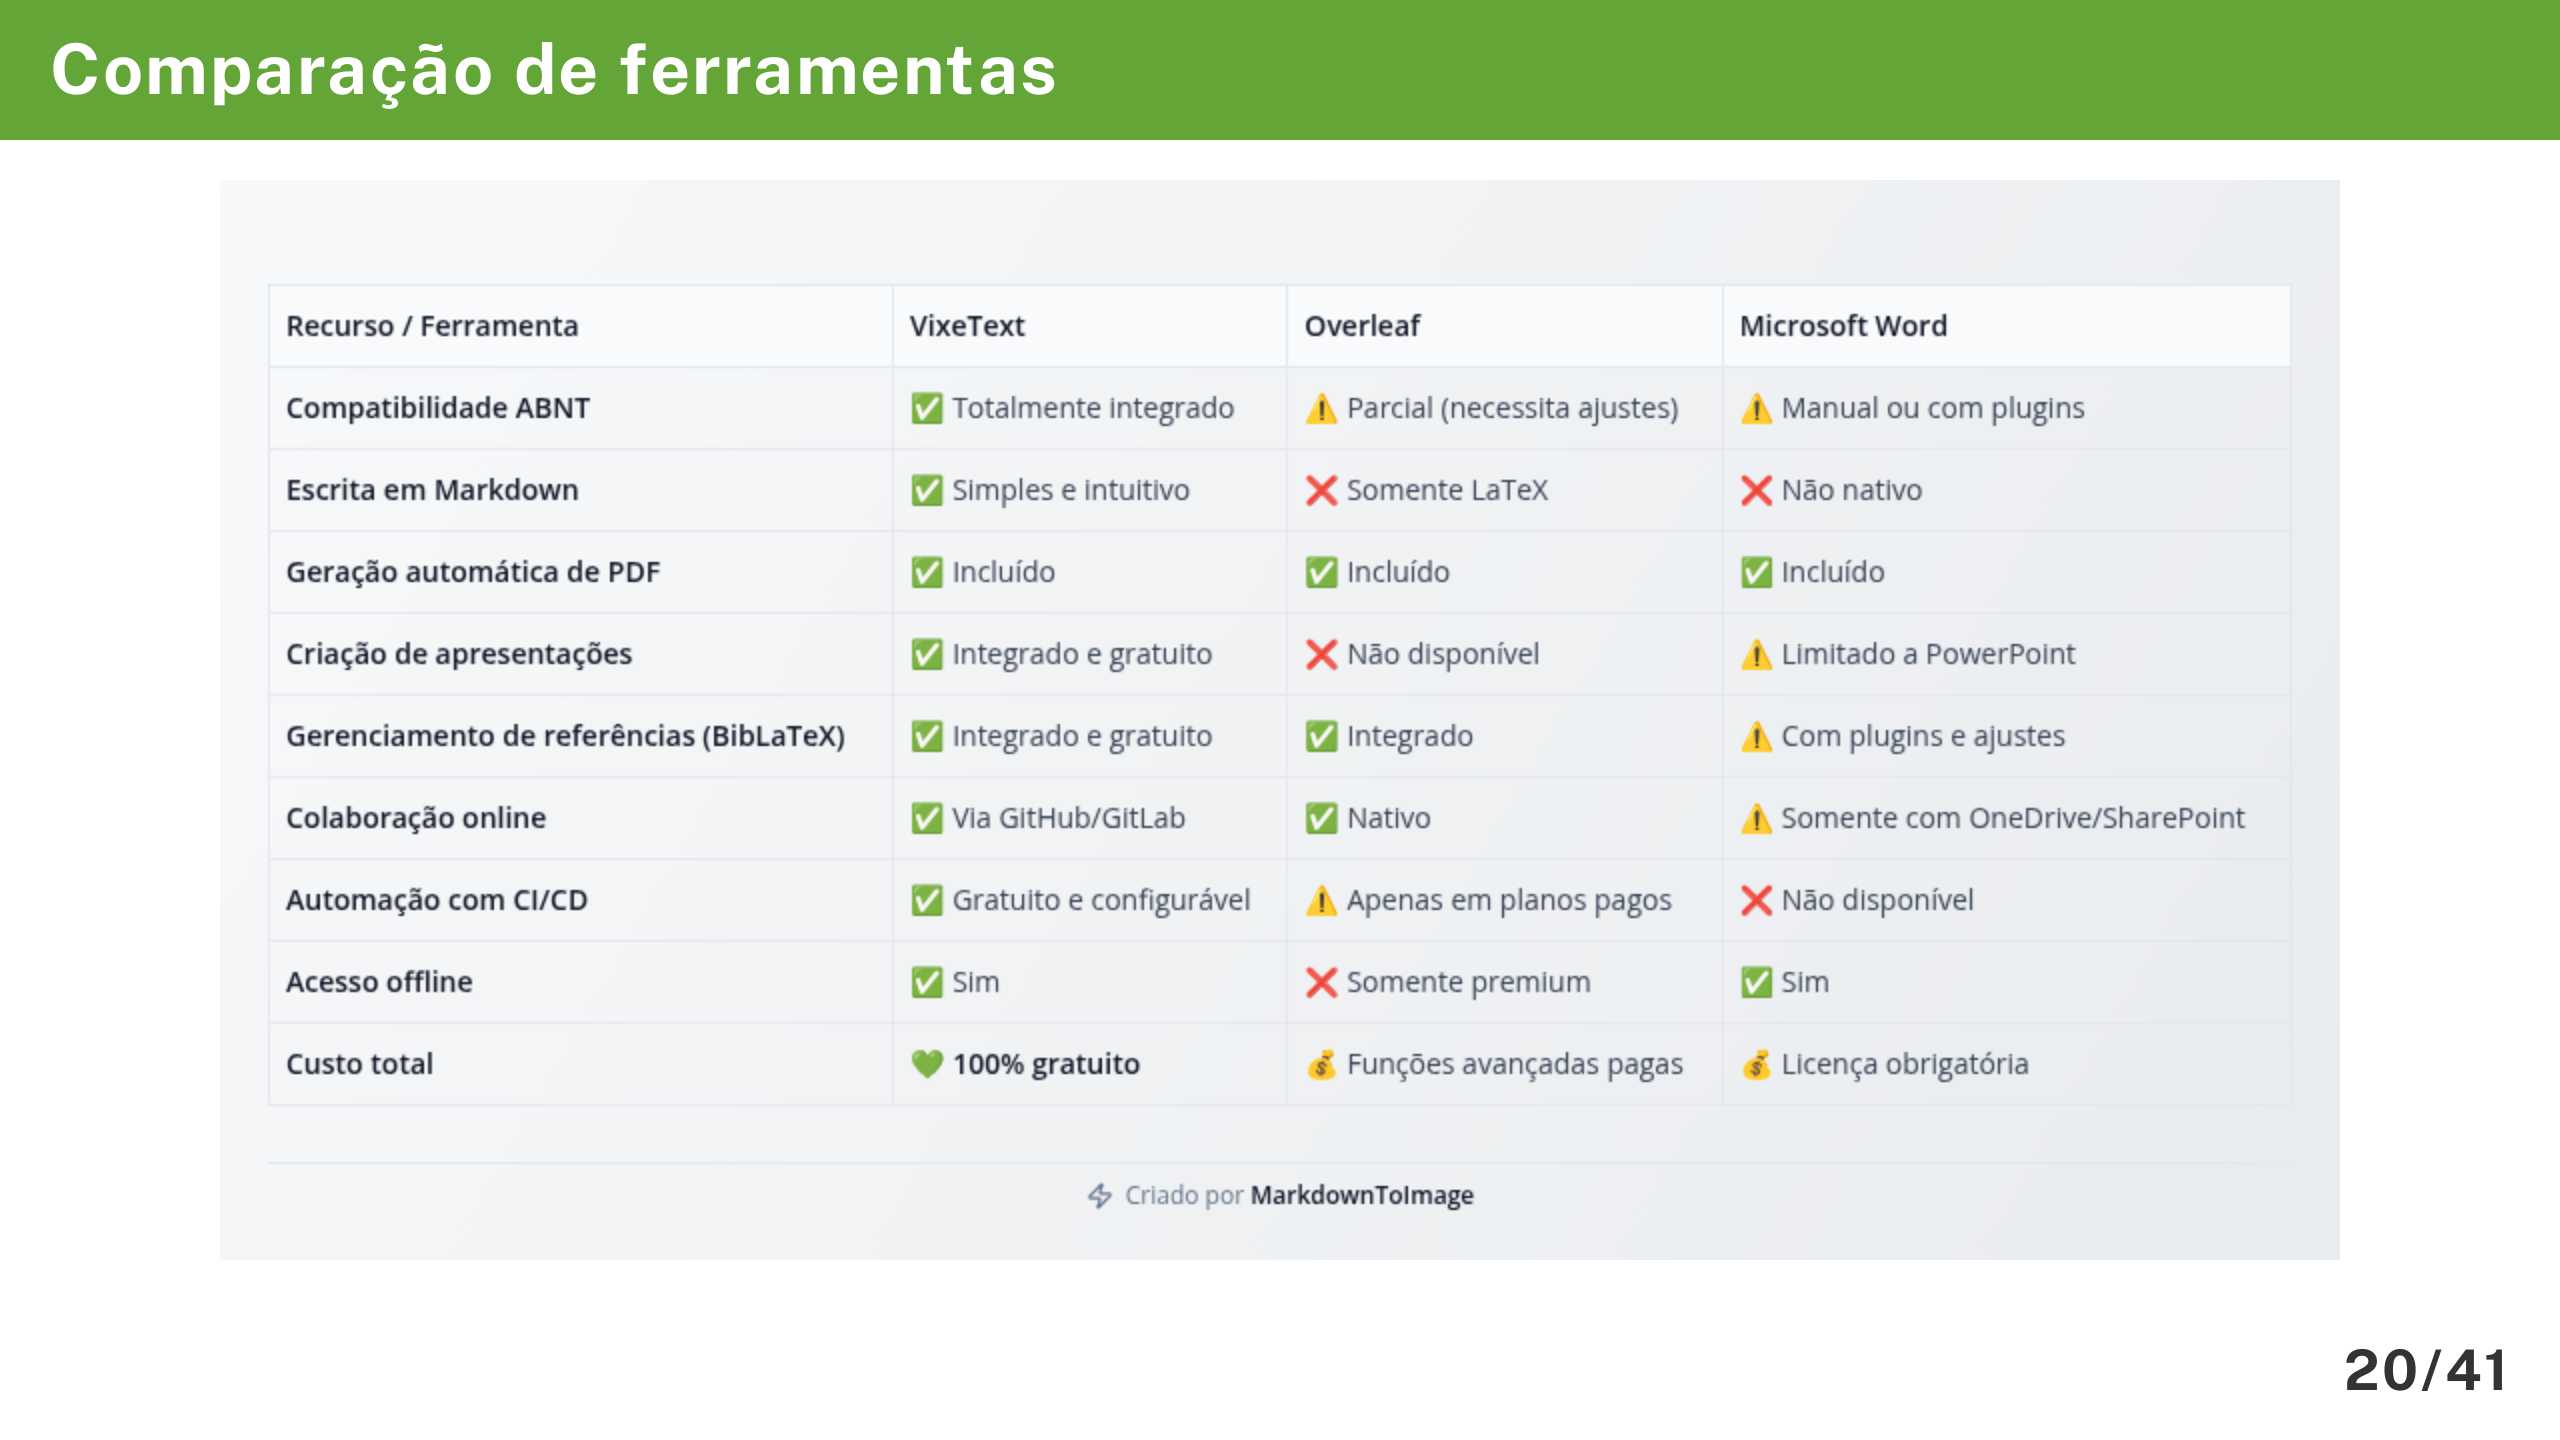 Comparação de ferramentas
Recurso / Ferramenta VixeText Overleaf Microsoft Word
Compatibilidade ABNT ✅ Totalmente integrado ⚠️ Parcial (necessita ajustes) ⚠️ Manual ou com plugins
Escrita em Markdown ✅ Simples e intuitivo ❌ Somente LaTeX ❌ Não nativo
Geração automática de PDF ✅ Incluído ✅ Incluído ✅ Incluído
Criação de apresentações ✅ Integrado e gratuito ❌ Não disponível ⚠️ Limitado a PowerPoint
Gerenciamento de referências (BibLaTeX) ✅ Integrado e gratuito ✅ Integrado ⚠️ Com plugins e ajustes
Colaboração online ✅ Via GitHub/GitLab ✅ Nativo ⚠️ Somente com OneDrive/SharePoint
Automação com CI/CD ✅ Gratuito e configurável ⚠️ Apenas em planos pagos ❌ Não disponível
Acesso offline ✅ Sim ❌ Somente premium ✅ Sim
Custo total 💚 100% gratuito 💰 Funções avançadas pagas 💰 Licença obrigatória
Criado por MarkdownToImage
20/41